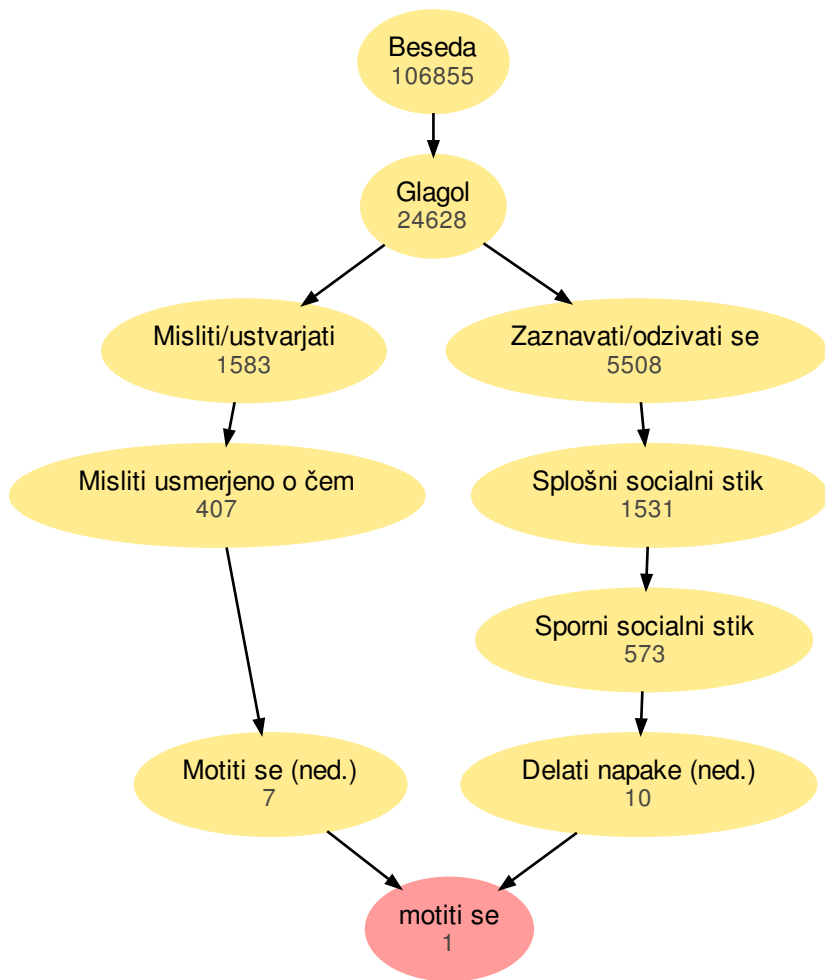 Beseda
106855
Glagol
24628
Misliti/ustvarjati
1583
Zaznavati/odzivati se
5508
Misliti usmerjeno o čem
407
Splošni socialni stik
1531
Sporni socialni stik
573
Motiti se (ned.)
7
Delati napake (ned.)
10
motiti se
1